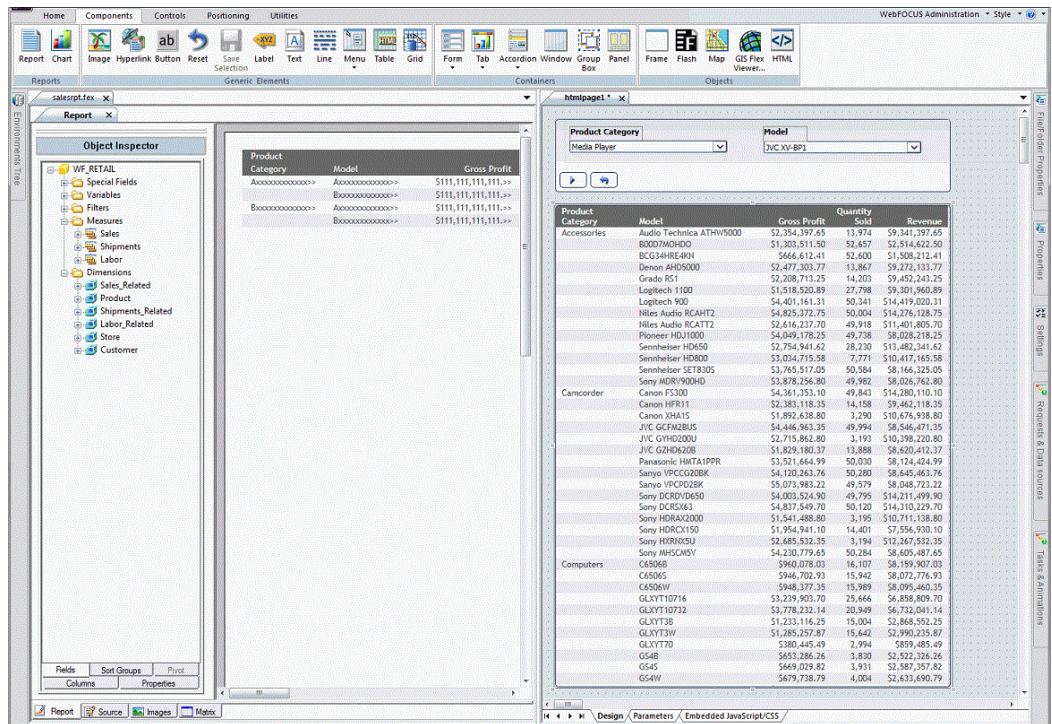 Home Components Controls Positioning Utilities WebFOCUS Administration Style
Report Chart Image Hyperlink Button Reset Save Selection Label Text Line Menu Table Grid Form Tab Accordion Window Group Box Panel Frame Flash Map GIS Flex Viewer... HTML
Reports Generic Elements Containers Objects
Environments Tree
salesrpt.fex x
Report x
Object Inspector
WF_RETAIL
Special Fields
Variables
Filters
Measures
Sales
Shipments
Labor
Dimensions
Sales_Related
Product
Shipments_Related
Labor_Related
Store
Customer
Fields Sort Groups Pivot
Columns Properties
Report Source Images Matrix
Product
Category Model Gross Profit
Axxxxxxxxxxxx>> Axxxxxxxxxxxx>> $111,111,111,111.>>
Bxxxxxxxxxxxx>> $111,111,111,111.>>
Bxxxxxxxxxxxx>> Axxxxxxxxxxxx>> $111,111,111,111.>>
Bxxxxxxxxxxxx>> $111,111,111,111.>>
htmlpage1 * x
Product Category Model
Media Player JVC XV-BP1
Product Quantity
Category Model Gross Profit Sold Revenue
Accessories Audio Technica ATHW5000 $2,354,397.65 13,974 $9,341,397.65
B00D7MOHDO $1,303,511.50 52,657 $2,514,622.50
BCG34HRE4KN $666,612.41 52,600 $1,508,212.41
Denon AHD5000 $2,477,303.77 13,867 $9,272,133.77
Grado RS1 $2,208,713.25 14,203 $9,452,243.25
Logitech 1100 $1,518,520.89 27,798 $9,301,960.89
Logitech 900 $4,401,161.31 50,341 $14,419,020.31
Niles Audio RCAHT2 $4,825,372.75 50,004 $14,276,128.75
Niles Audio RCATT2 $2,616,237.70 49,918 $11,401,805.70
Pioneer HDJ1000 $4,049,178.25 49,738 $8,028,218.25
Sennheiser HD650 $2,754,941.62 28,230 $13,482,341.62
Sennheiser HD800 $3,034,715.58 7,771 $10,417,165.58
Sennheiser SET830S $3,765,517.05 50,584 $8,166,325.05
Sony MDRV900HD $3,878,256.80 49,982 $8,026,762.80
Camcorder Canon FS300 $4,361,353.10 49,843 $14,280,110.10
Canon HFR11 $2,383,118.35 14,158 $9,462,118.35
Canon XHA1S $1,892,638.80 3,290 $10,676,938.80
JVC GCFM2BUS $4,446,963.35 49,994 $8,546,471.35
JVC GYHD200U $2,715,862.80 3,193 $10,398,220.80
JVC GZHD620B $1,829,180.37 13,888 $8,620,412.37
Panasonic HMTA1PPR $3,521,664.99 50,030 $8,124,424.99
Sanyo VPCCG20BK $4,120,263.76 50,280 $8,645,463.76
Sanyo VPCPD2BK $5,073,983.22 49,579 $8,048,723.22
Sony DCRDVD650 $4,003,524.90 49,795 $14,211,499.90
Sony DCRSX63 $4,837,549.70 50,120 $14,310,229.70
Sony HDRAX2000 $1,541,488.80 3,195 $10,711,138.80
Sony HDRCX150 $1,954,941.10 14,401 $7,556,930.10
Sony HXRNX5U $2,685,532.35 3,194 $12,267,532.35
Sony MHSCM5V $4,230,779.65 50,284 $8,605,487.65
Computers C6506B $960,078.03 16,107 $8,159,907.03
C6506S $946,702.93 15,942 $8,072,776.93
C6506W $948,377.35 15,989 $8,095,460.35
GLXYT10716 $3,239,903.70 25,666 $6,858,809.70
GLXYT10732 $3,778,232.14 20,949 $6,732,041.14
GLXYT3B $1,233,116.25 15,004 $2,868,552.25
GLXYT3W $1,285,257.87 15,642 $2,990,235.87
GLXYT70 $380,445.49 2,994 $859,485.49
GS4B $653,286.26 3,830 $2,522,326.26
GS4S $669,029.82 3,931 $2,587,357.82
GS4W $679,738.79 4,004 $2,633,690.79
Design Parameters Embedded JavaScript/CSS
File/Folder Properties
Properties
Settings
Requests & Data sources
Tasks & Animations